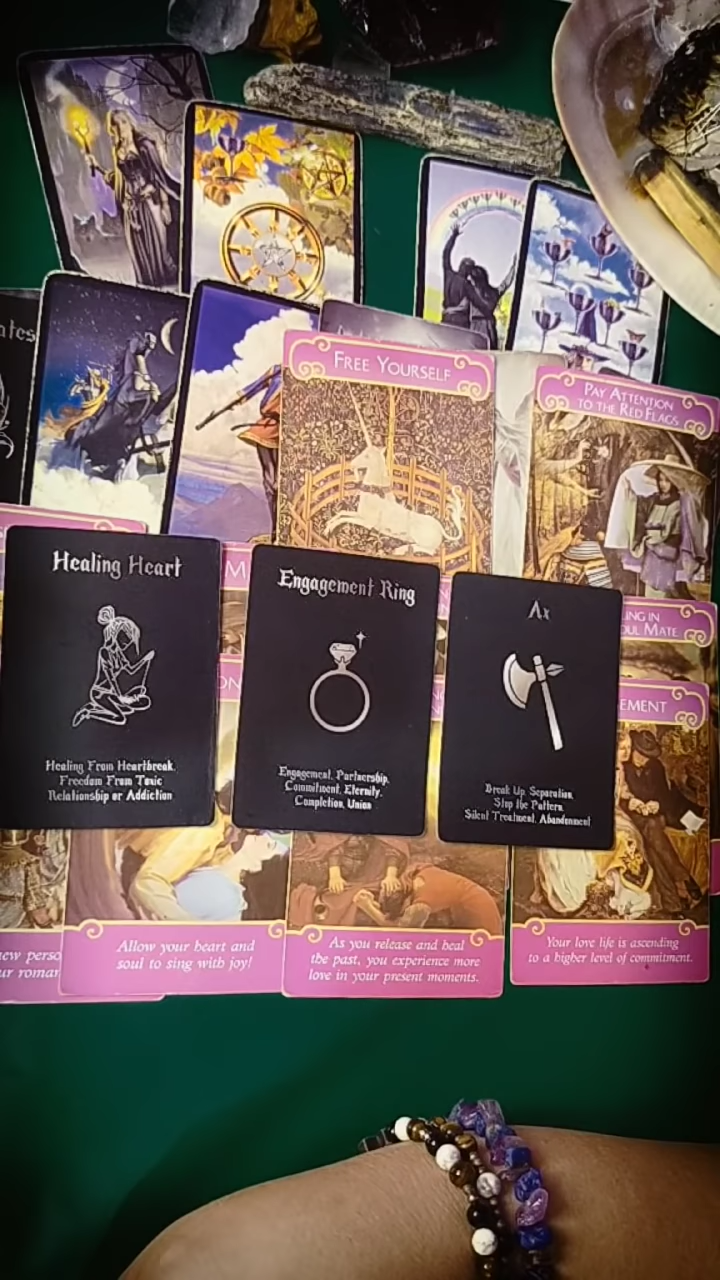 FREE YOURSELF
PAY ATTENTION
TO THE RED FLAGS
Healing Heart
Healing From Heartbreak,
Freedom From Toxic
Relationship or Addiction
Engagement Ring
Engagement, Partnership,
Commitment, Eternity,
Completion, Union
Ax
Break Up, Separation,
Stop the Pattern,
Silent Treatment, Abandonment
Allow your heart and
soul to sing with joy!
As you release and heal
the past, you experience more
love in your present moments.
Your love life is ascending
to a higher level of commitment.